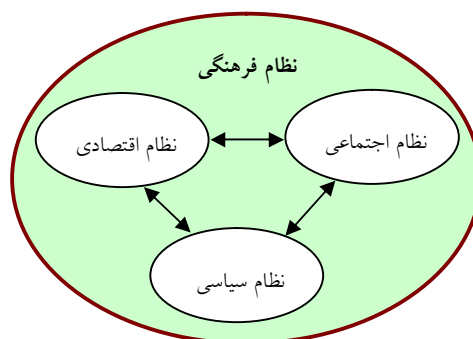 نظام فرهنگی
نظام اجتماعی
نظام اقتصادی
نظام سیاسی